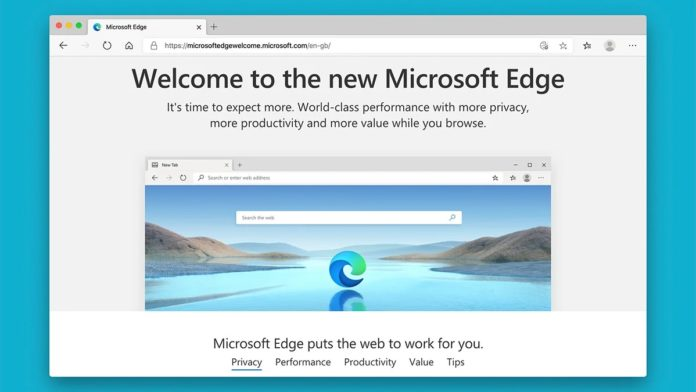 Microsoft Edge
https://microsoftedgewelcome.microsoft.com/en-gb/
Welcome to the new Microsoft Edge
It's time to expect more. World-class performance with more privacy,
more productivity and more value while you browse.
New Tab
Search or enter web address
Search the web
Microsoft Edge puts the web to work for you.
Privacy Performance Productivity Value Tips